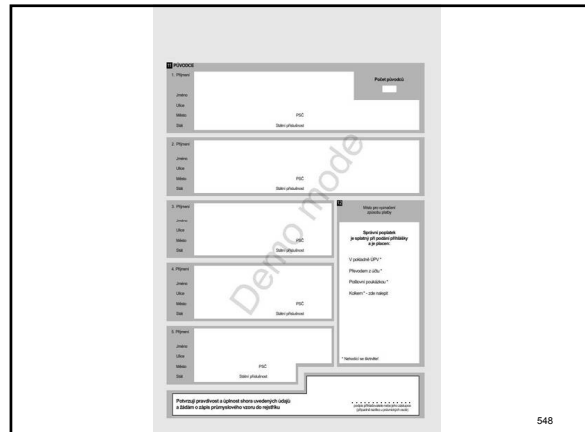 11 PŮVODCE
1. Příjmení
Počet původců
Jméno
Ulice
Město PSČ
Stát Státní příslušnost
2. Příjmení
Jméno
Ulice
Město PSČ
Stát Státní příslušnost
3. Příjmení
Jméno
Ulice
Město PSČ
Stát Státní příslušnost
4. Příjmení
Jméno
Ulice
Město PSČ
Stát Státní příslušnost
5. Příjmení
Jméno
Ulice
Město PSČ
Stát Státní příslušnost
12
Místo pro vyznačení
způsobu platby
Správní poplatek
je splatný při podání přihlášky
a je placen:
V pokladně ÚPV *
Převodem z účtu *
Poštovní poukázkou *
Kolkem * - zde nalepit
* Nehodící se škrtněte!
Potvrzuji pravdivost a úplnost shora uvedených údajů
a žádám o zápis průmyslového vzoru do rejstříku
Demo mode
548